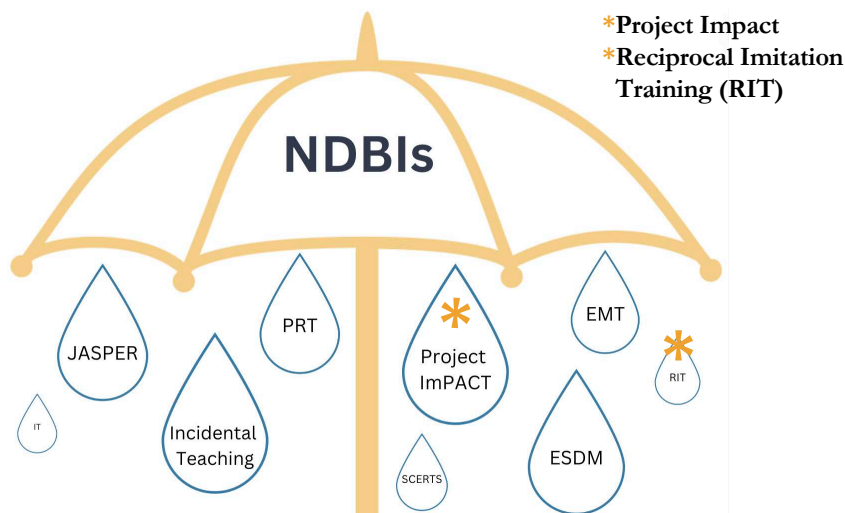 *Project Impact
*Reciprocal Imitation
Training (RIT)
NDBIs
JASPER
PRT
*
Project
ImPACT
EMT
*
RIT
IT
Incidental
Teaching
SCERTS
ESDM